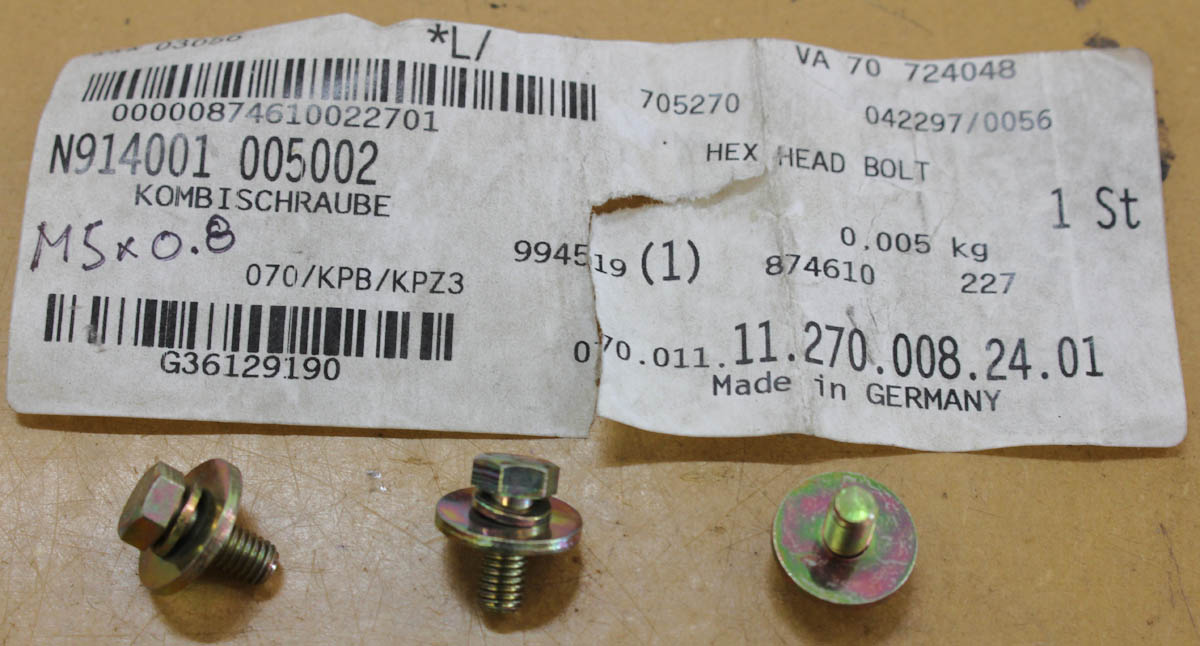 03056
*L/
00000874610022701
N914001 005002
KOMBISCHRAUBE
M5x0.8
070/KPB/KPZ3
G36129190
VA 70 724048
705270
042297/0056
HEX HEAD BOLT
1 St
0.005 kg
994519 (1)
874610
227
070.011.11.270.008.24.01
Made in GERMANY